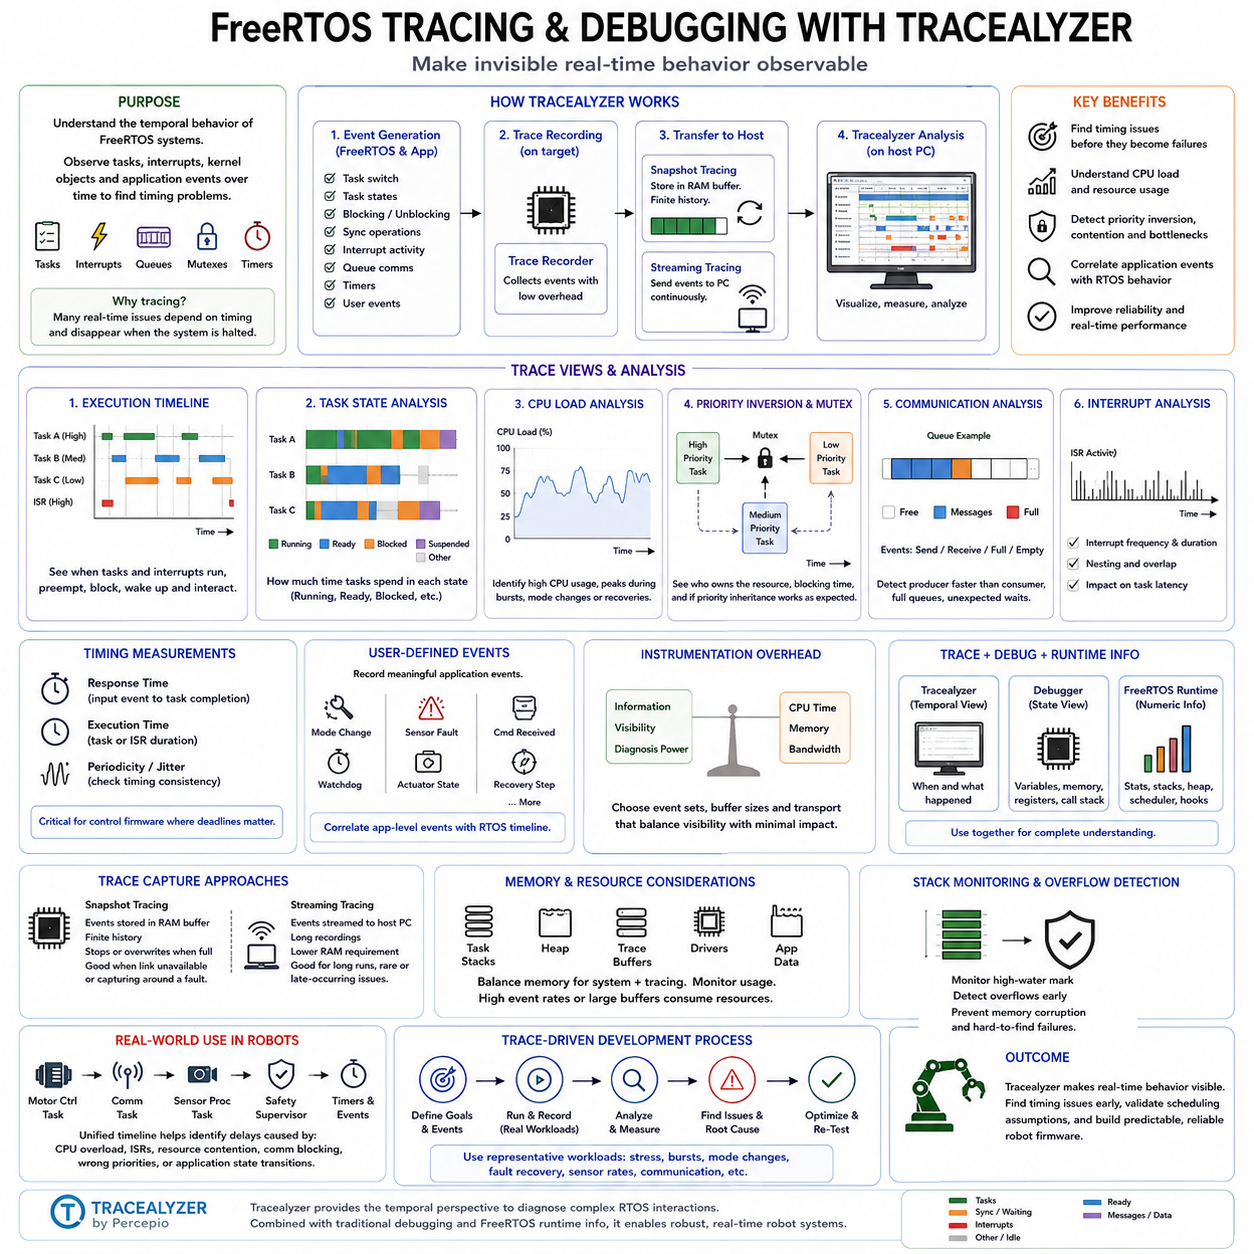 FreeRTOS TRACING & DEBUGGING WITH TRACEALYZER
Make invisible real-time behavior observable
PURPOSE
Understand the temporal behavior of
FreeRTOS systems.
Observe tasks, interrupts, kernel
objects and application events over
time to find timing problems.
Tasks
Interrupts
Queues
Mutexes
Timers
Why tracing?
Many real-time issues depend on timing
and disappear when the system is halted.
HOW TRACEALYZER WORKS
1. Event Generation
(FreeRTOS & App)
Task switch
Task states
Blocking / Unblocking
Sync operations
Interrupt activity
Queue comms
Timers
User events
2. Trace Recording
(on target)
Trace Recorder
Collects events with
low overhead
3. Transfer to Host
Snapshot Tracing
Store in RAM buffer.
Finite history.
Streaming Tracing
Send events to PC
continuously.
4. Tracealyzer Analysis
(on host PC)
Visualize, measure, analyze
KEY BENEFITS
Find timing issues
before they become failures
Understand CPU load
and resource usage
Detect priority inversion,
contention and bottlenecks
Correlate application events
with RTOS behavior
Improve reliability and
real-time performance
TRACE VIEWS & ANALYSIS
1. EXECUTION TIMELINE
Task A (High)
Task B (Med)
Task C (Low)
ISR (High)
Time
See when tasks and interrupts run,
preempt, block, wake up and interact.
2. TASK STATE ANALYSIS
Task A
Task B
Task C
Running
Ready
Blocked
Suspended
Other
How much time tasks spend in each state
(Running, Ready, Blocked, etc.)
3. CPU LOAD ANALYSIS
CPU Load (%)
100
75
50
25
0
Time
Identify high CPU usage, peaks during
bursts, mode changes or recoveries.
4. PRIORITY INVERSION & MUTEX
High
Priority
Task
Mutex
Low
Priority
Task
Medium
Priority
Task
Time
See who owns the resource, blocking time,
and if priority inheritance works as expected.
5. COMMUNICATION ANALYSIS
Queue Example
Free
Messages
Full
Events: Send / Receive / Full / Empty
Detect producer faster than consumer,
full queues, unexpected waits.
6. INTERRUPT ANALYSIS
ISR Activity)
Time
Interrupt frequency & duration
Nesting and overlap
Impact on task latency
TIMING MEASUREMENTS
Response Time
(input event to task completion)
Execution Time
(task or ISR duration)
Periodicity / Jitter
(check timing consistency)
Critical for control firmware where deadlines matter.
USER-DEFINED EVENTS
Record meaningful application events.
Mode Change
Sensor Fault
Cmd Received
Watchdog
Actuator State
Recovery Step
... More
Correlate app-level events with RTOS timeline.
INSTRUMENTATION OVERHEAD
Information
Visibility
Diagnosis Power
CPU Time
Memory
Bandwidth
Choose event sets, buffer sizes and transport
that balance visibility with minimal impact.
TRACE + DEBUG + RUNTIME INFO
Tracealyzer
(Temporal View)
When and what
happened
Debugger
(State View)
Variables, memory,
registers, call stack
FreeRTOS Runtime
(Numeric Info)
Stats, stacks, heap,
scheduler, hooks
Use together for complete understanding.
TRACE CAPTURE APPROACHES
Snapshot Tracing
Events stored in RAM buffer
Finite history
Stops or overwrites when full
Good when link unavailable
or capturing around a fault.
Streaming Tracing
Events streamed to host PC
Long recordings
Lower RAM requirement
Good for long runs, rare or
late-occurring issues.
MEMORY & RESOURCE CONSIDERATIONS
Task
Stacks
Heap
Trace
Buffers
Drivers
App
Data
Balance memory for system + tracing. Monitor usage.
High event rates or large buffers consume resources.
STACK MONITORING & OVERFLOW DETECTION
Monitor high-water mark
Detect overflows early
Prevent memory corruption
and hard-to-find failures.
REAL-WORLD USE IN ROBOTS
Motor Ctrl
Task
Comm
Task
Sensor Proc
Task
Safety
Supervisor
Timers &
Events
Unified timeline helps identify delays caused by:
CPU overload, ISRs, resource contention, comm blocking,
wrong priorities, or application state transitions.
TRACE-DRIVEN DEVELOPMENT PROCESS
Define Goals
& Events
Run & Record
(Real Workloads)
Analyze
& Measure
Find Issues &
Root Cause
Optimize &
Re-Test
Use representative workloads: stress, bursts, mode changes,
fault recovery, sensor rates, communication, etc.
OUTCOME
Tracealyzer makes real-time behavior visible.
Find timing issues early, validate scheduling
assumptions, and build predictable, reliable
robot firmware.
TRACEALYZER
by Percepio
Tracealyzer provides the temporal perspective to diagnose complex RTOS interactions.
Combined with traditional debugging and FreeRTOS runtime info, it enables robust, real-time robot systems.
Tasks
Sync / Waiting
Interrupts
Other / Idle
Ready
Messages / Data